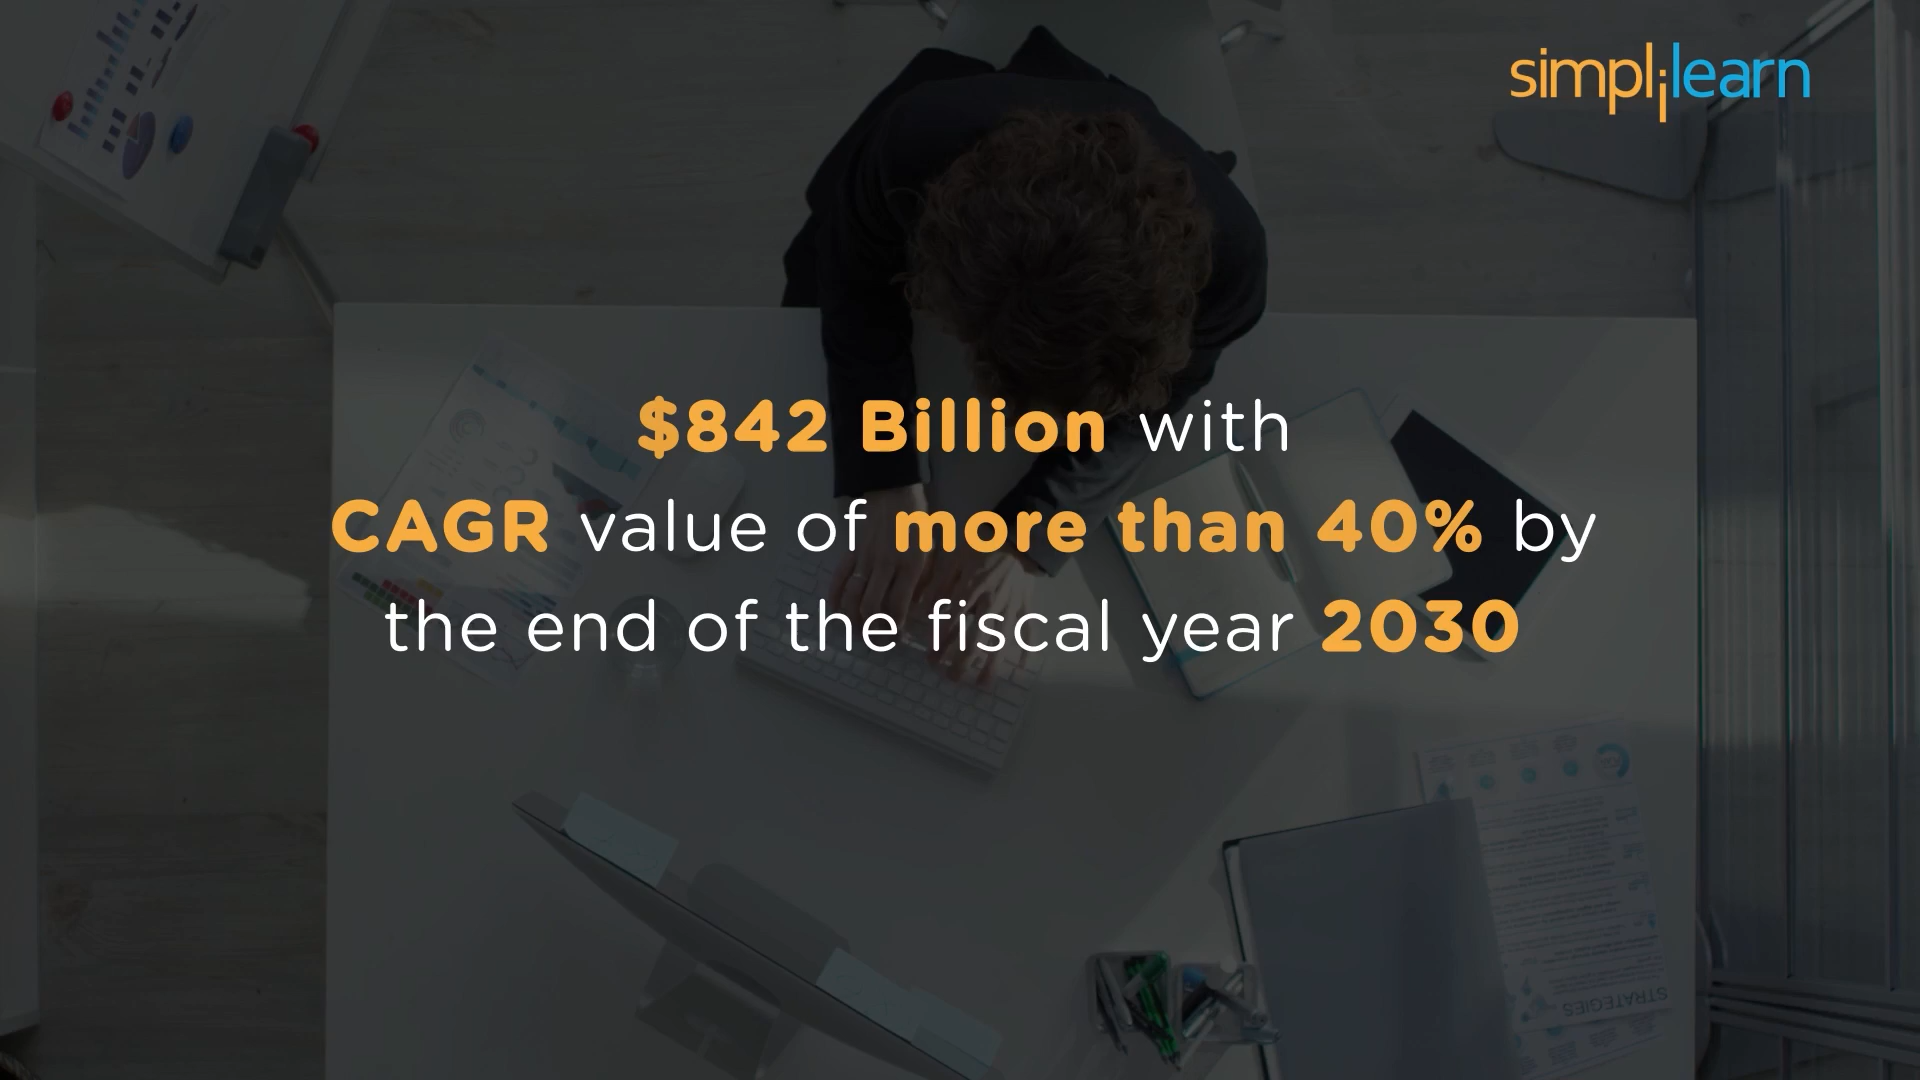 simplilearn
$842 Billion with
CAGR value of more than 40% by
the end of the fiscal year 2030
STRATEGIES